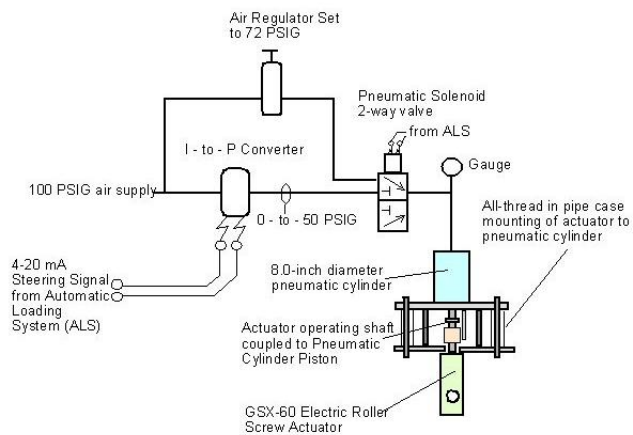 Air Regulator Set
to 72 PSIG
Pneumatic Solenoid
2-way valve
from ALS
I - to - P Converter
Gauge
100 PSIG air supply
0 - to - 50 PSIG
All-thread in pipe case
mounting of actuator to
pneumatic cylinder
4-20 mA
Steering Signal
from Automatic
Loading
System (ALS)
8.0-inch diameter
pneumatic cylinder
Actuator operating shaft
coupled to Pneumatic
Cylinder Piston
GSX-60 Electric Roller
Screw Actuator